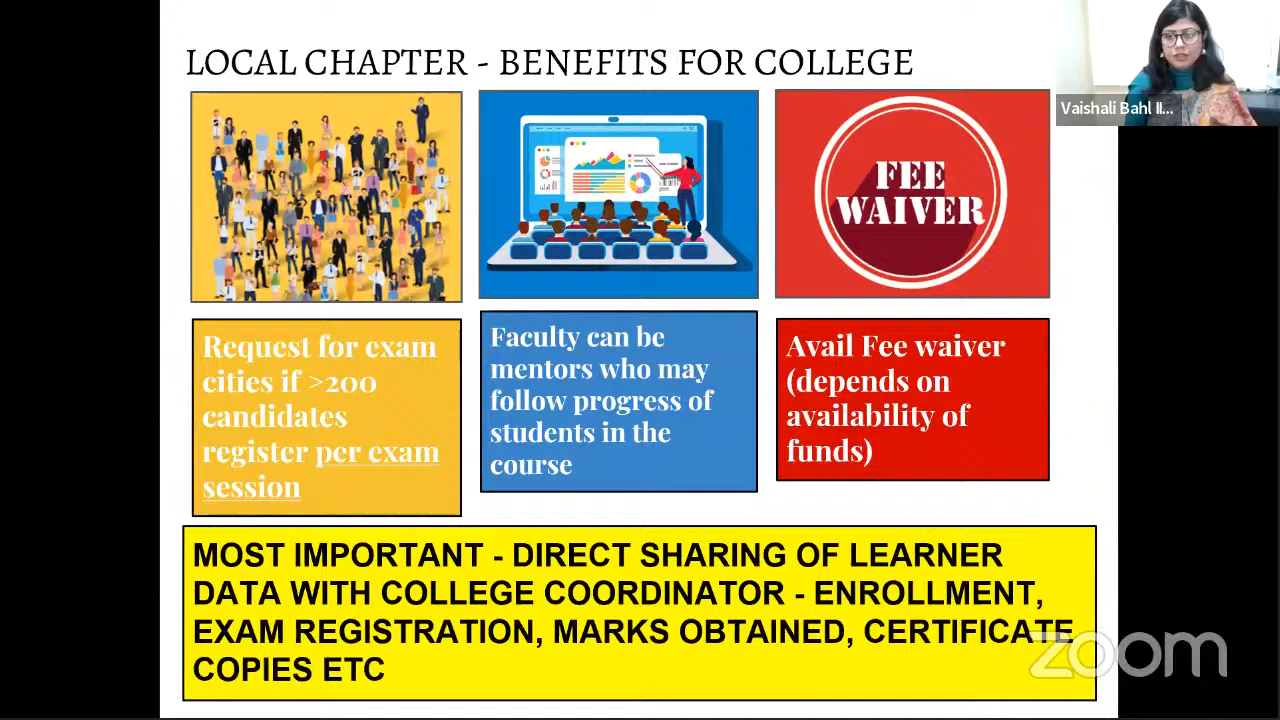 LOCAL CHAPTER - BENEFITS FOR COLLEGE
Vaishali Bahl II...
FEE
WAIVER
Request for exam
cities if >200
candidates
register per exam
session
Faculty can be
mentors who may
follow progress of
students in the
course
Avail Fee waiver
(depends on
availability of
funds)
MOST IMPORTANT - DIRECT SHARING OF LEARNER
DATA WITH COLLEGE COORDINATOR - ENROLLMENT,
EXAM REGISTRATION, MARKS OBTAINED, CERTIFICATE
COPIES ETC
zoom